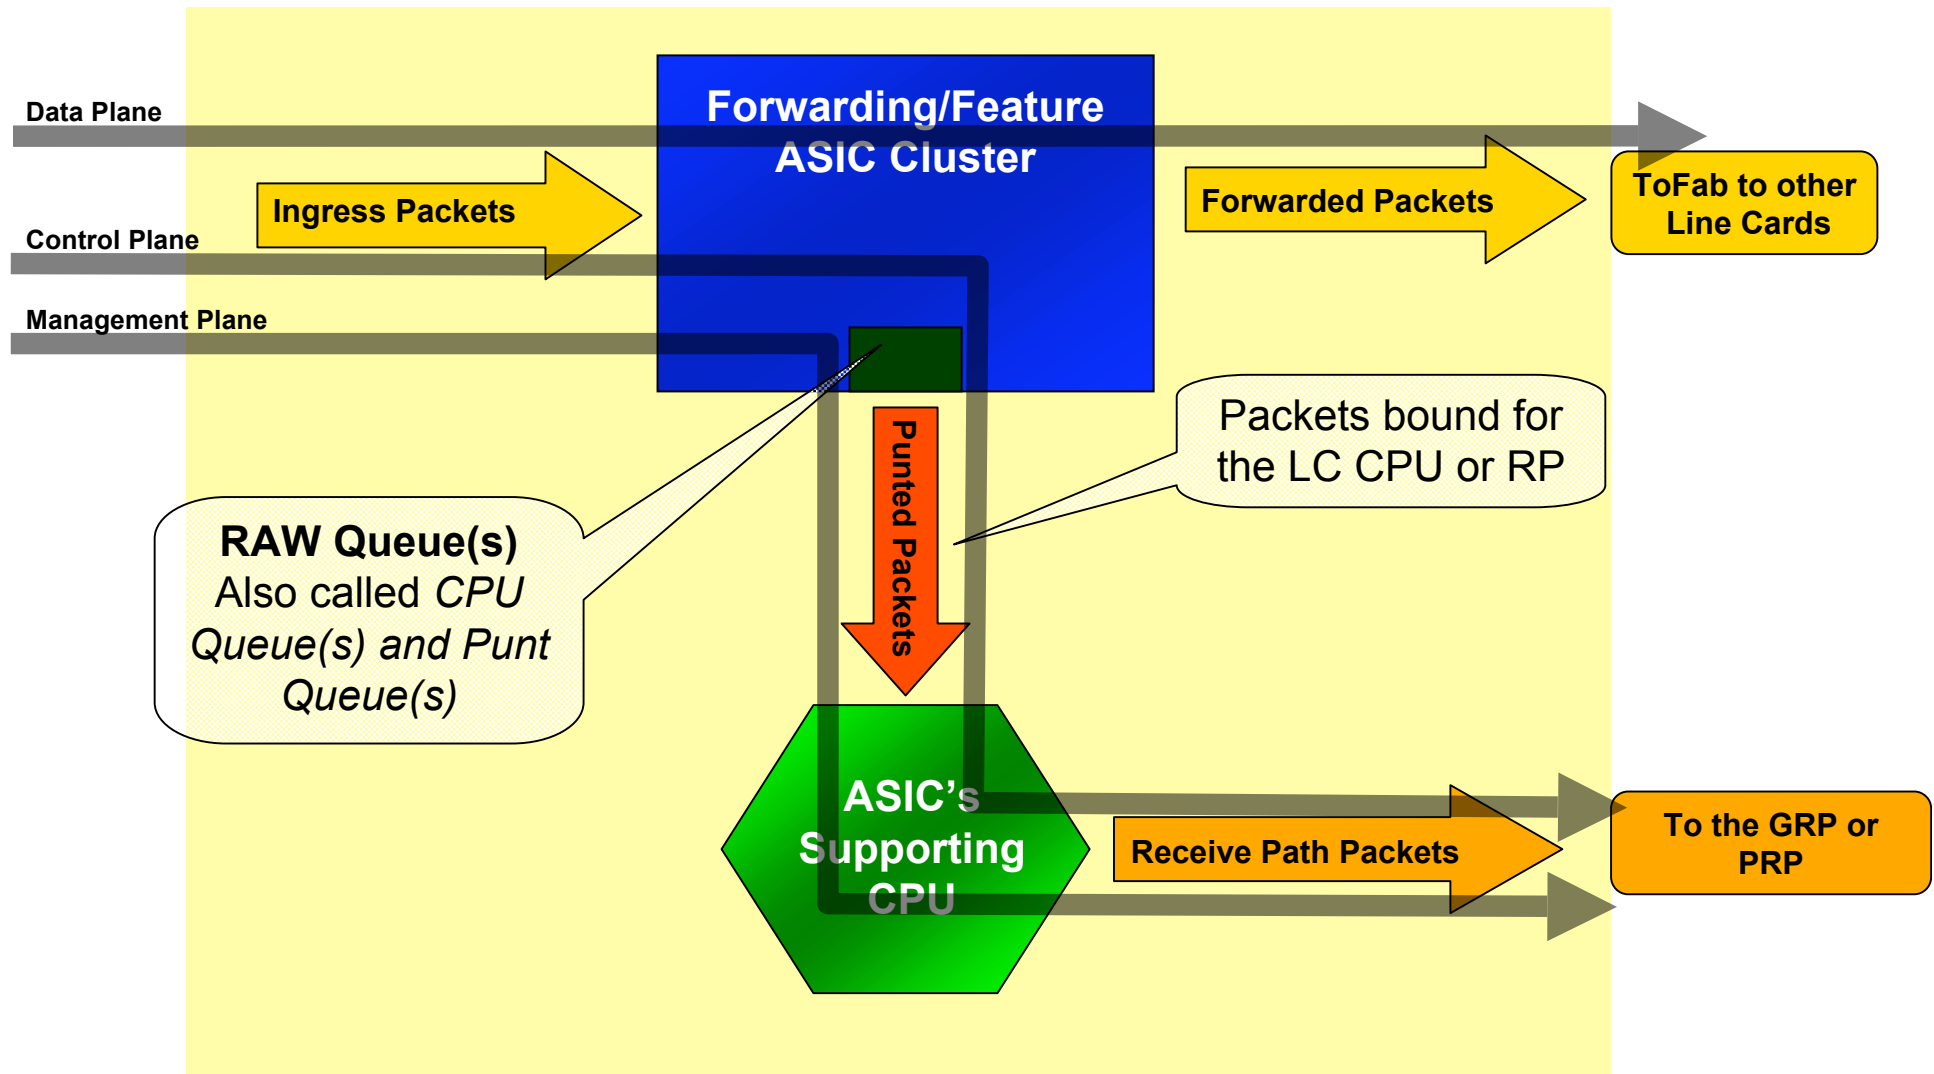 Data Plane
Forwarding/Feature
ASIC Cluster
Ingress Packets
Forwarded Packets
ToFab to other
Line Cards
Control Plane
Management Plane
Punted Packets
Packets bound for
the LC CPU or RP
RAW Queue(s)
Also called CPU
Queue(s) and Punt
Queue(s)
ASIC’s
Supporting
CPU
Receive Path Packets
To the GRP or
PRP